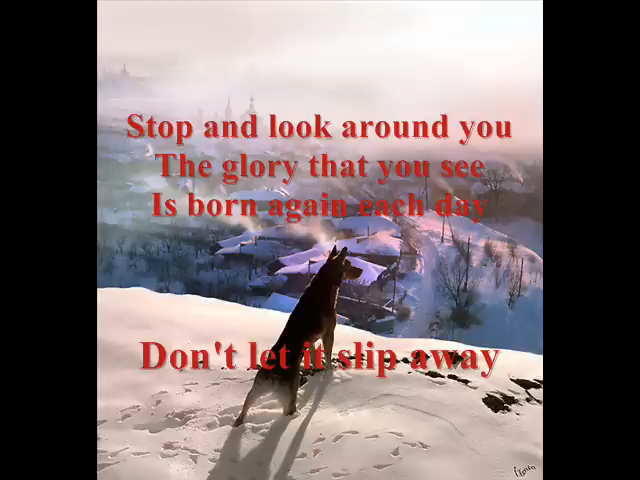 Stop and look around you
The glory that you see
Is born again each day
Don't let it slip away